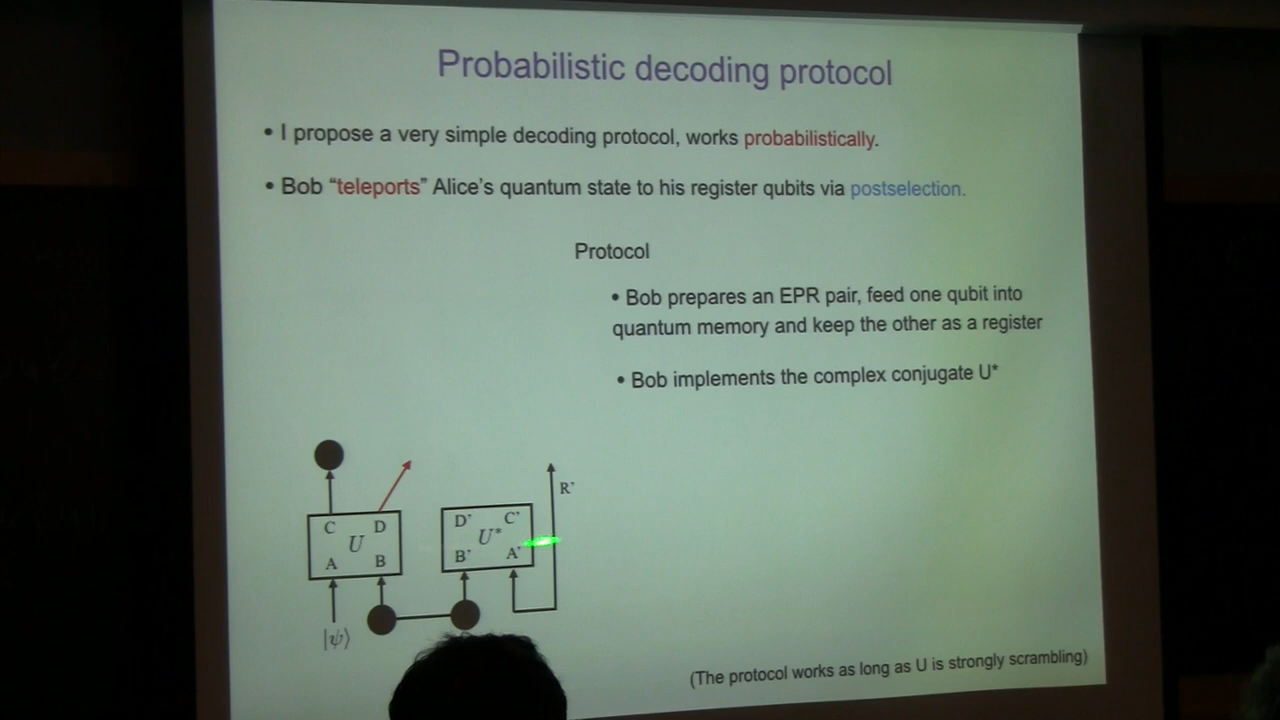 Probabilistic decoding protocol
• I propose a very simple decoding protocol, works probabilistically.
• Bob “teleports” Alice’s quantum state to his register qubits via postselection.
Protocol
• Bob prepares an EPR pair, feed one qubit into
quantum memory and keep the other as a register
• Bob implements the complex conjugate U*
R’
C D D’ C’
U U*
A B B’ A’
|ψ⟩
(The protocol works as long as U is strongly scrambling)